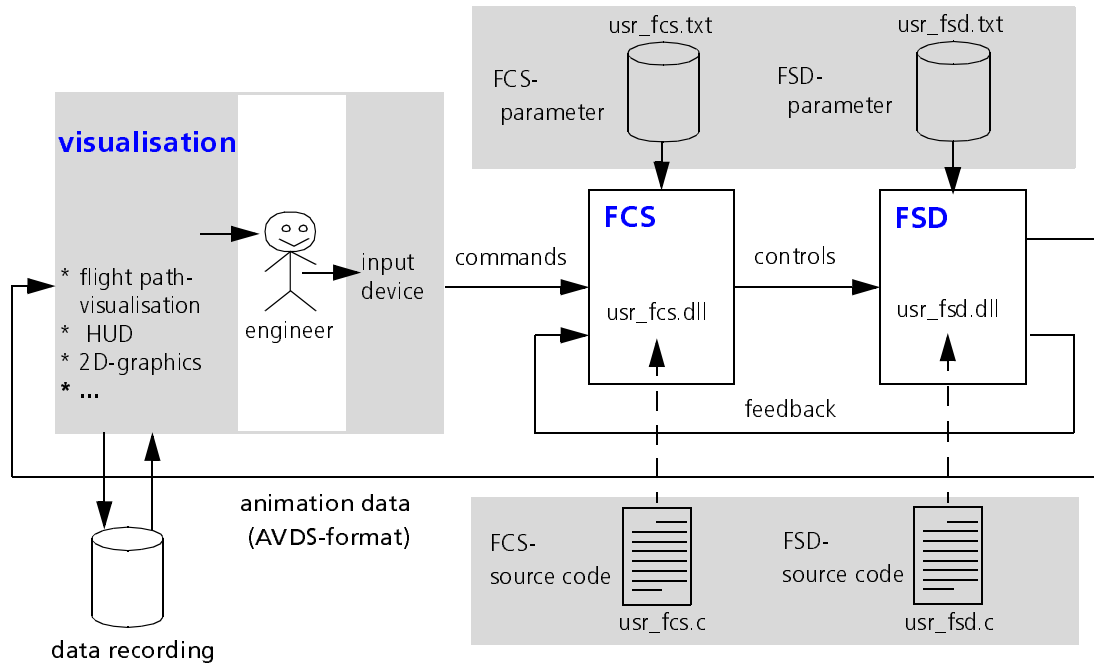 usr_fcs.txt
usr_fsd.txt
FCS-
parameter
FSD-
parameter
visualisation
* flight path-
visualisation
* HUD
* 2D-graphics
* ...
engineer
input
device
commands
FCS
usr_fcs.dll
controls
FSD
usr_fsd.dll
feedback
animation data
(AVDS-format)
data recording
FCS-
source code
usr_fcs.c
FSD-
source code
usr_fsd.c